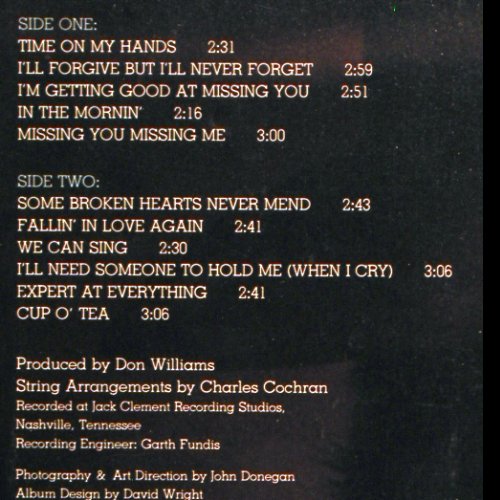 SIDE ONE:
TIME ON MY HANDS 2:31
I'LL FORGIVE BUT I'LL NEVER FORGET 2:59
I'M GETTING GOOD AT MISSING YOU 2:51
IN THE MORNIN' 2:16
MISSING YOU MISSING ME 3:00
SIDE TWO:
SOME BROKEN HEARTS NEVER MEND 2:43
FALLIN' IN LOVE AGAIN 2:41
WE CAN SING 2:30
I'LL NEED SOMEONE TO HOLD ME (WHEN I CRY) 3:06
EXPERT AT EVERYTHING 2:41
CUP O' TEA 3:06
Produced by Don Williams
String Arrangements by Charles Cochran
Recorded at Jack Clement Recording Studios,
Nashville, Tennessee
Recording Engineer: Garth Fundis
Photography & Art Direction by John Donegan
Album Design by David Wright